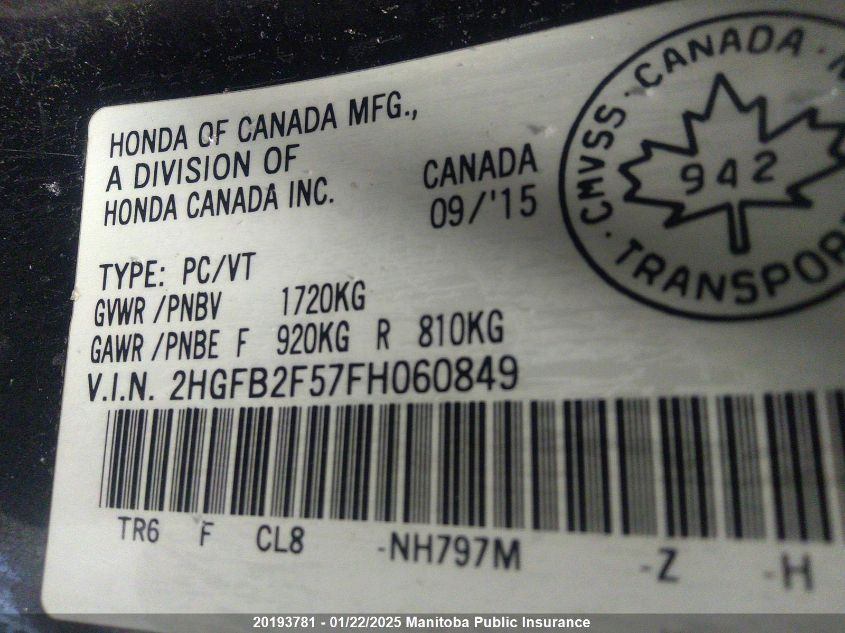 HONDA OF CANADA MFG.,
A DIVISION OF
HONDA CANADA INC.
CANADA
09/'15
CMVSS · CANADA ·
942
TRANSPOR
TYPE: PC/VT
GVWR /PNBV 1720KG
GAWR /PNBE F 920KG R 810KG
V.I.N. 2HGFB2F57FH060849
TR6 F CL8 -NH797M -Z -H
20193781 - 01/22/2025 Manitoba Public Insurance